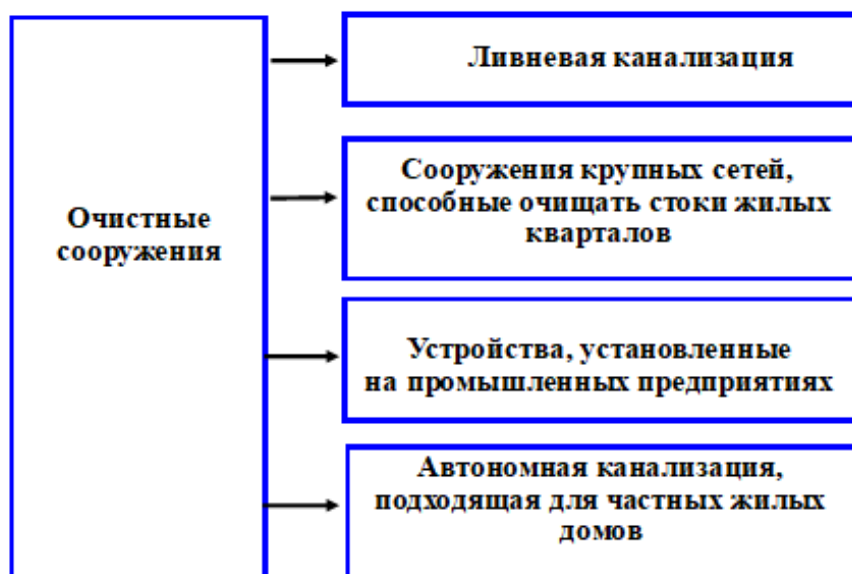 Очистные
сооружения
Ливневая канализация
Сооружения крупных сетей,
способные очищать стоки жилых
кварталов
Устройства, установленные
на промышленных предприятиях
Автономная канализация,
подходящая для частных жилых
домов